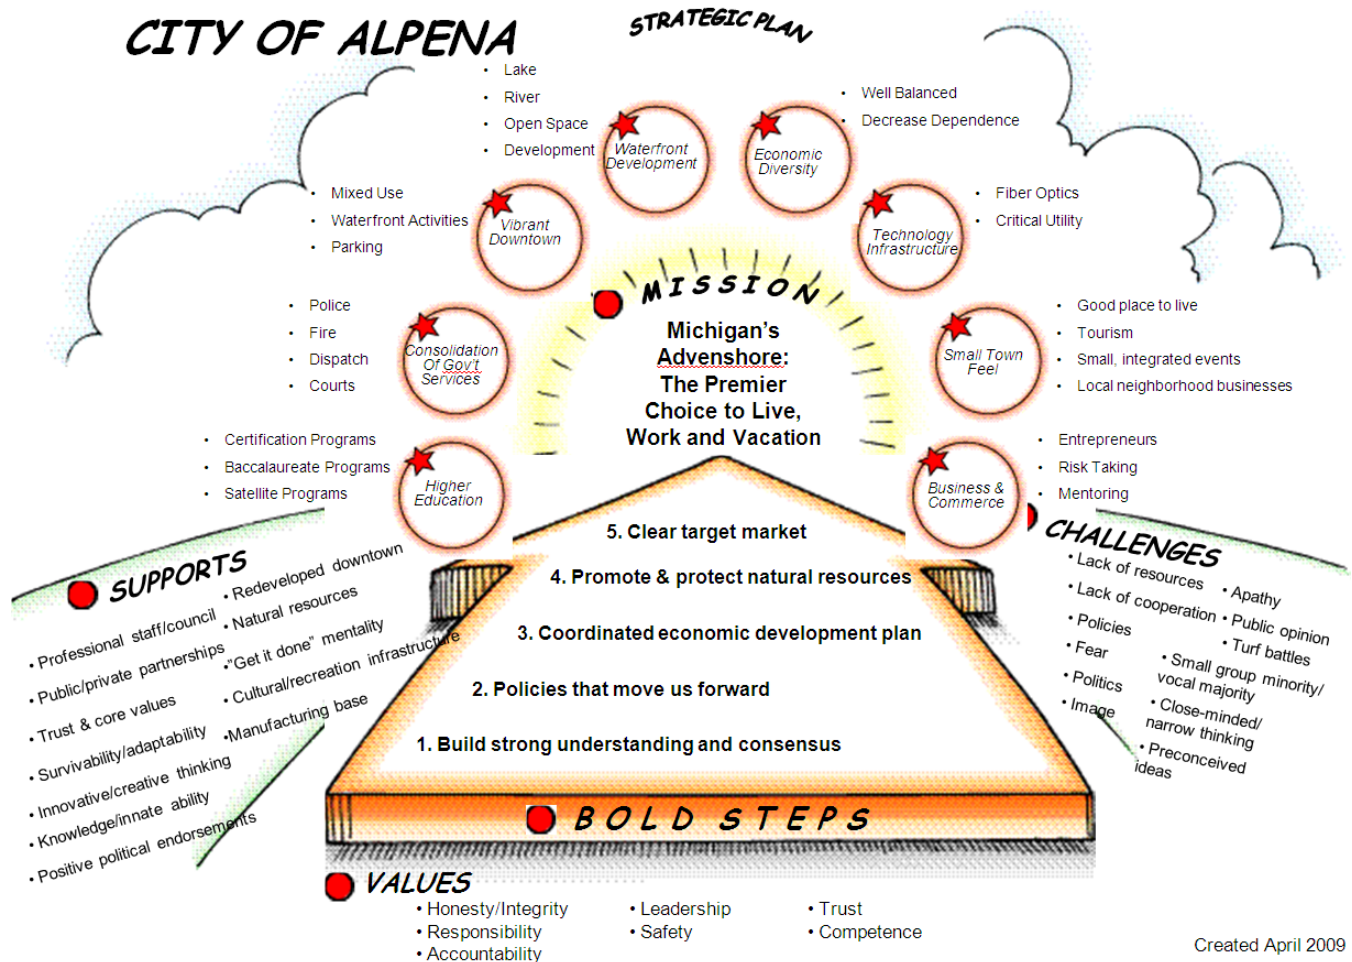 CITY OF ALPENA
STRATEGIC PLAN
• Lake
• River
• Open Space
• Development
Waterfront
Development
Economic
Diversity
• Well Balanced
• Decrease Dependence
• Mixed Use
• Waterfront Activities
• Parking
Vibrant
Downtown
Technology
Infrastructure
• Fiber Optics
• Critical Utility
• Police
• Fire
• Dispatch
• Courts
Consolidation
Of Gov't
Services
Small Town
Feel
• Good place to live
• Tourism
• Small, integrated events
• Local neighborhood businesses
• Certification Programs
• Baccalaureate Programs
• Satellite Programs
Higher
Education
Business &
Commerce
• Entrepreneurs
• Risk Taking
• Mentoring
MISSION
Michigan's
Advenshore:
The Premier
Choice to Live,
Work and Vacation
5. Clear target market
4. Promote & protect natural resources
3. Coordinated economic development plan
2. Policies that move us forward
1. Build strong understanding and consensus
BOLD STEPS
SUPPORTS
• Professional staff/council
• Public/private partnerships
• Trust & core values
• Survivability/adaptability
• Innovative/creative thinking
• Knowledge/innate ability
• Positive political endorsements
• Redeveloped downtown
• Natural resources
•"Get it done" mentality
• Cultural/recreation infrastructure
•Manufacturing base
CHALLENGES
• Lack of resources
• Lack of cooperation
• Policies
• Fear
• Politics
• Image
• Apathy
• Public opinion
• Turf battles
• Small group minority/
vocal majority
• Close-minded/
narrow thinking
• Preconceived
ideas
VALUES
• Honesty/Integrity
• Responsibility
• Accountability
• Leadership
• Safety
• Trust
• Competence
Created April 2009